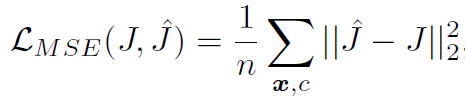 $\mathcal{L}_{MSE}(J, \hat{J}) = \frac{1}{n} \sum_{\boldsymbol{x},c} ||\hat{J} - J||_2^2,$